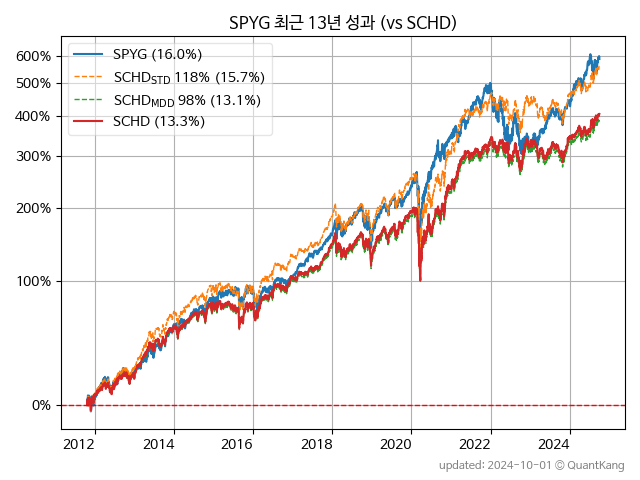 SPYG 최근 13년 성과 (vs SCHD)
SPYG (16.0%)
SCHD_STD 118% (15.7%)
SCHD_MDD 98% (13.1%)
SCHD (13.3%)
600%
500%
400%
300%
200%
100%
0%
2012 2014 2016 2018 2020 2022 2024
updated: 2024-10-01 © QuantKang